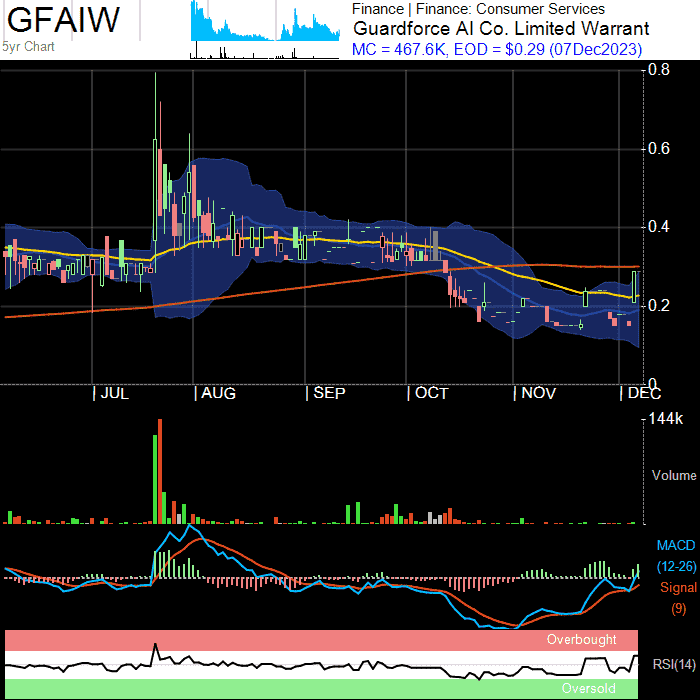 GFAIW
5yr Chart
Finance | Finance: Consumer Services
Guardforce AI Co. Limited Warrant
MC = 467.6K, EOD = $0.29 (07Dec2023)
0.8
0.6
0.4
0.2
0
| JUL
| AUG
| SEP
| OCT
| NOV
| DEC
144k
Volume
MACD
(12-26)
Signal
(9)
Overbought
RSI(14)
Oversold